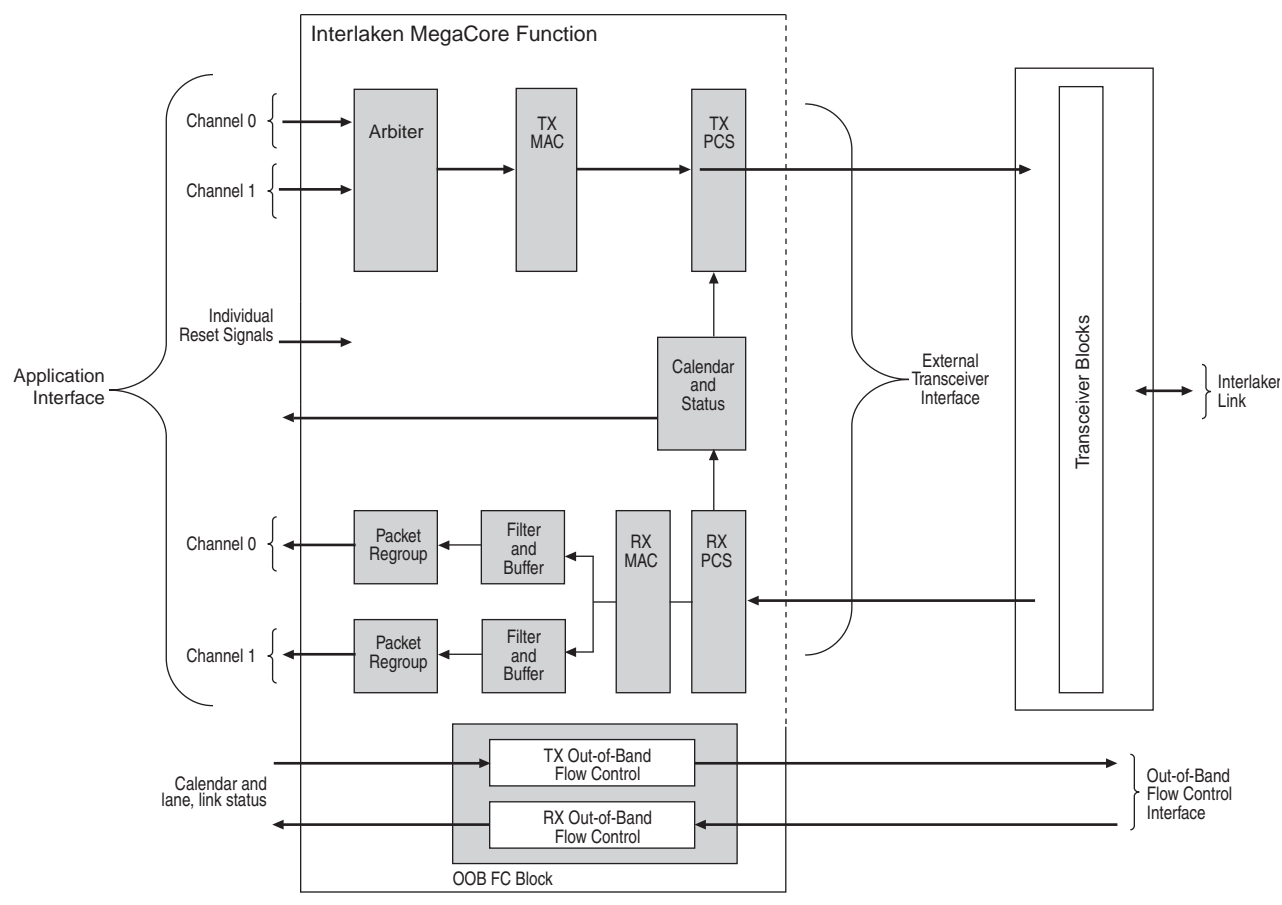 Interlaken MegaCore Function
Channel 0
Channel 1
Arbiter
TX
MAC
TX
PCS
Individual
Reset Signals
Application
Interface
Calendar
and
Status
External
Transceiver
Interface
Transceiver Blocks
Interlaken
Link
Channel 0
Packet
Regroup
Filter
and
Buffer
RX
MAC
RX
PCS
Channel 1
Packet
Regroup
Filter
and
Buffer
Calendar and
lane, link status
TX Out-of-Band
Flow Control
RX Out-of-Band
Flow Control
OOB FC Block
Out-of-Band
Flow Control
Interface